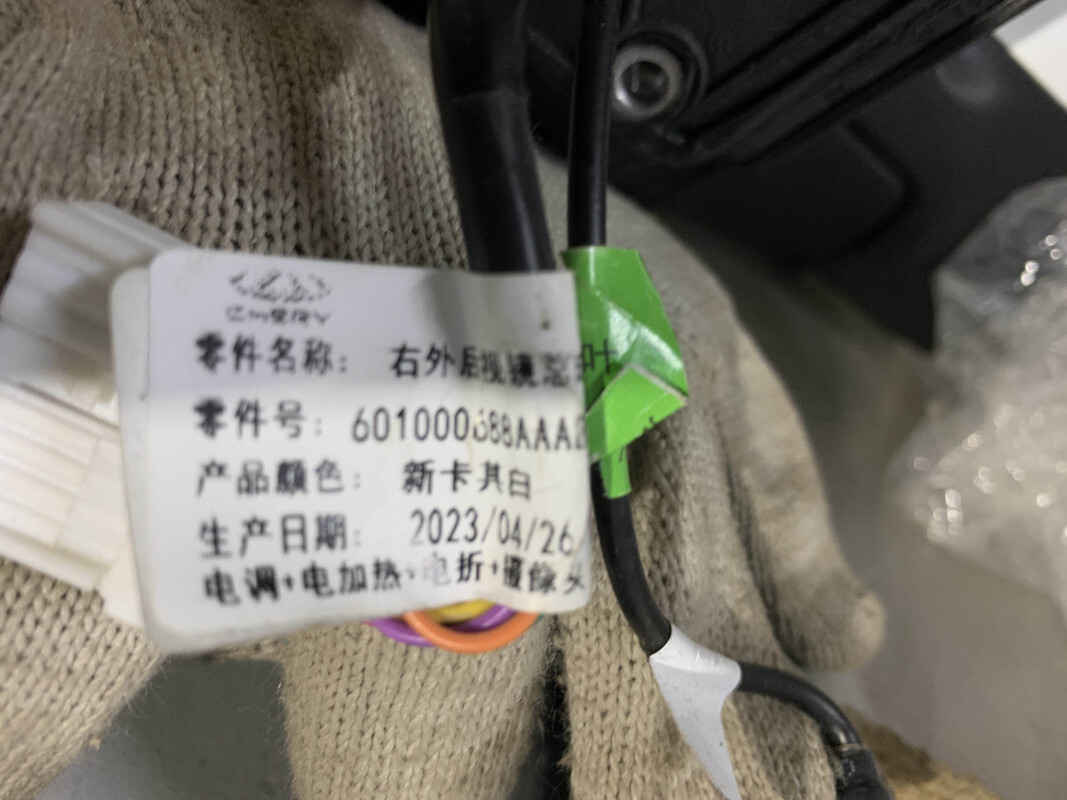 CHERY
零件名称： 右外后视镜总
零件号： 601000688AAA
产品颜色： 新卡其白
生产日期： 2023/04/26
电调+电加热+电折+摄像头